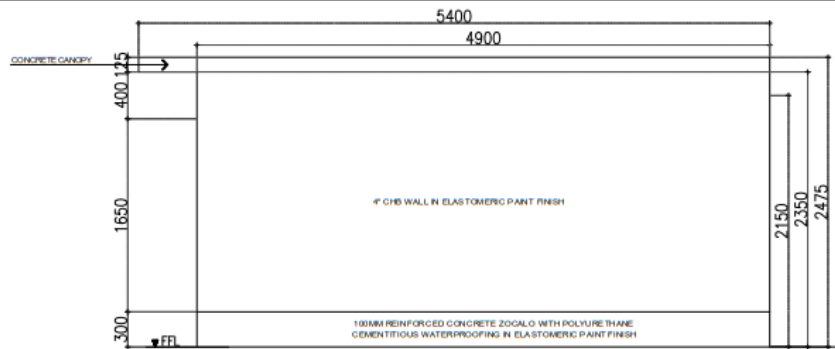 5400
4900
CONCRETE CANOPY
125
400
4" CHB WALL IN ELASTOMERIC PAINT FINISH
1650
2150
2350
2475
300
100MM REINFORCED CONCRETE ZOCALO WITH POLYURETHANE
CEMENTITIOUS WATERPROOFING IN ELASTOMERIC PAINT FINISH
FFL